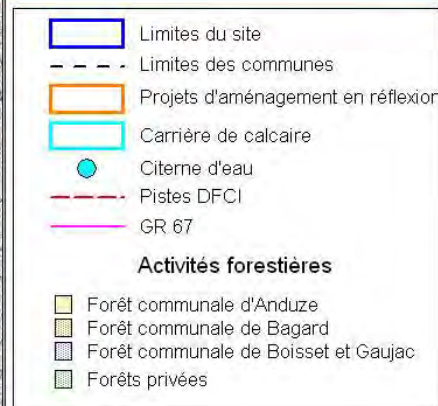 Limites du site
Limites des communes
Projets d'aménagement en réflexion
Carrière de calcaire
Citerne d'eau
Pistes DFCI
GR 67
Activités forestières
Forêt communale d'Anduze
Forêt communale de Bagard
Forêt communale de Boisset et Gaujac
Forêts privées